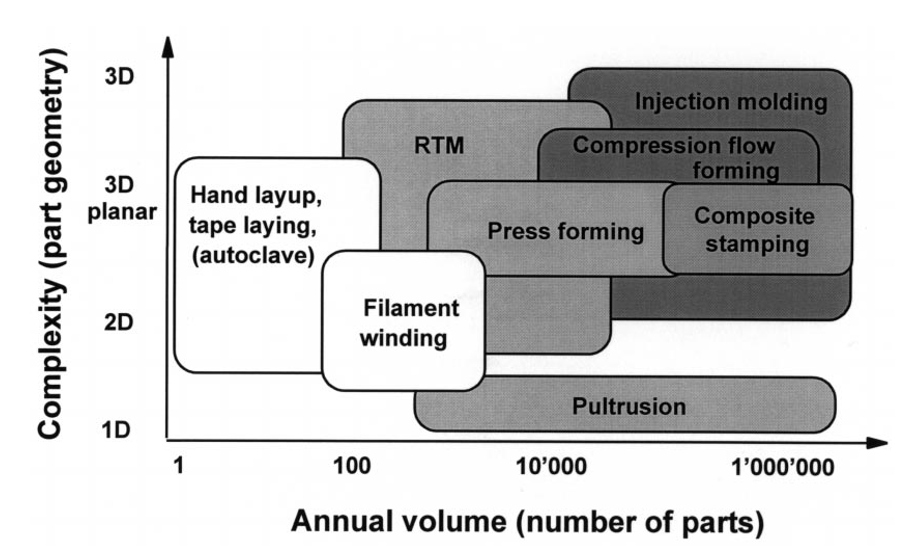 Complexity (part geometry)
3D
3D
planar
2D
1D
Injection molding
RTM
Compression flow
forming
Hand layup,
tape laying,
(autoclave)
Press forming
Composite
stamping
Filament
winding
Pultrusion
1
100
10'000
1'000'000
Annual volume (number of parts)